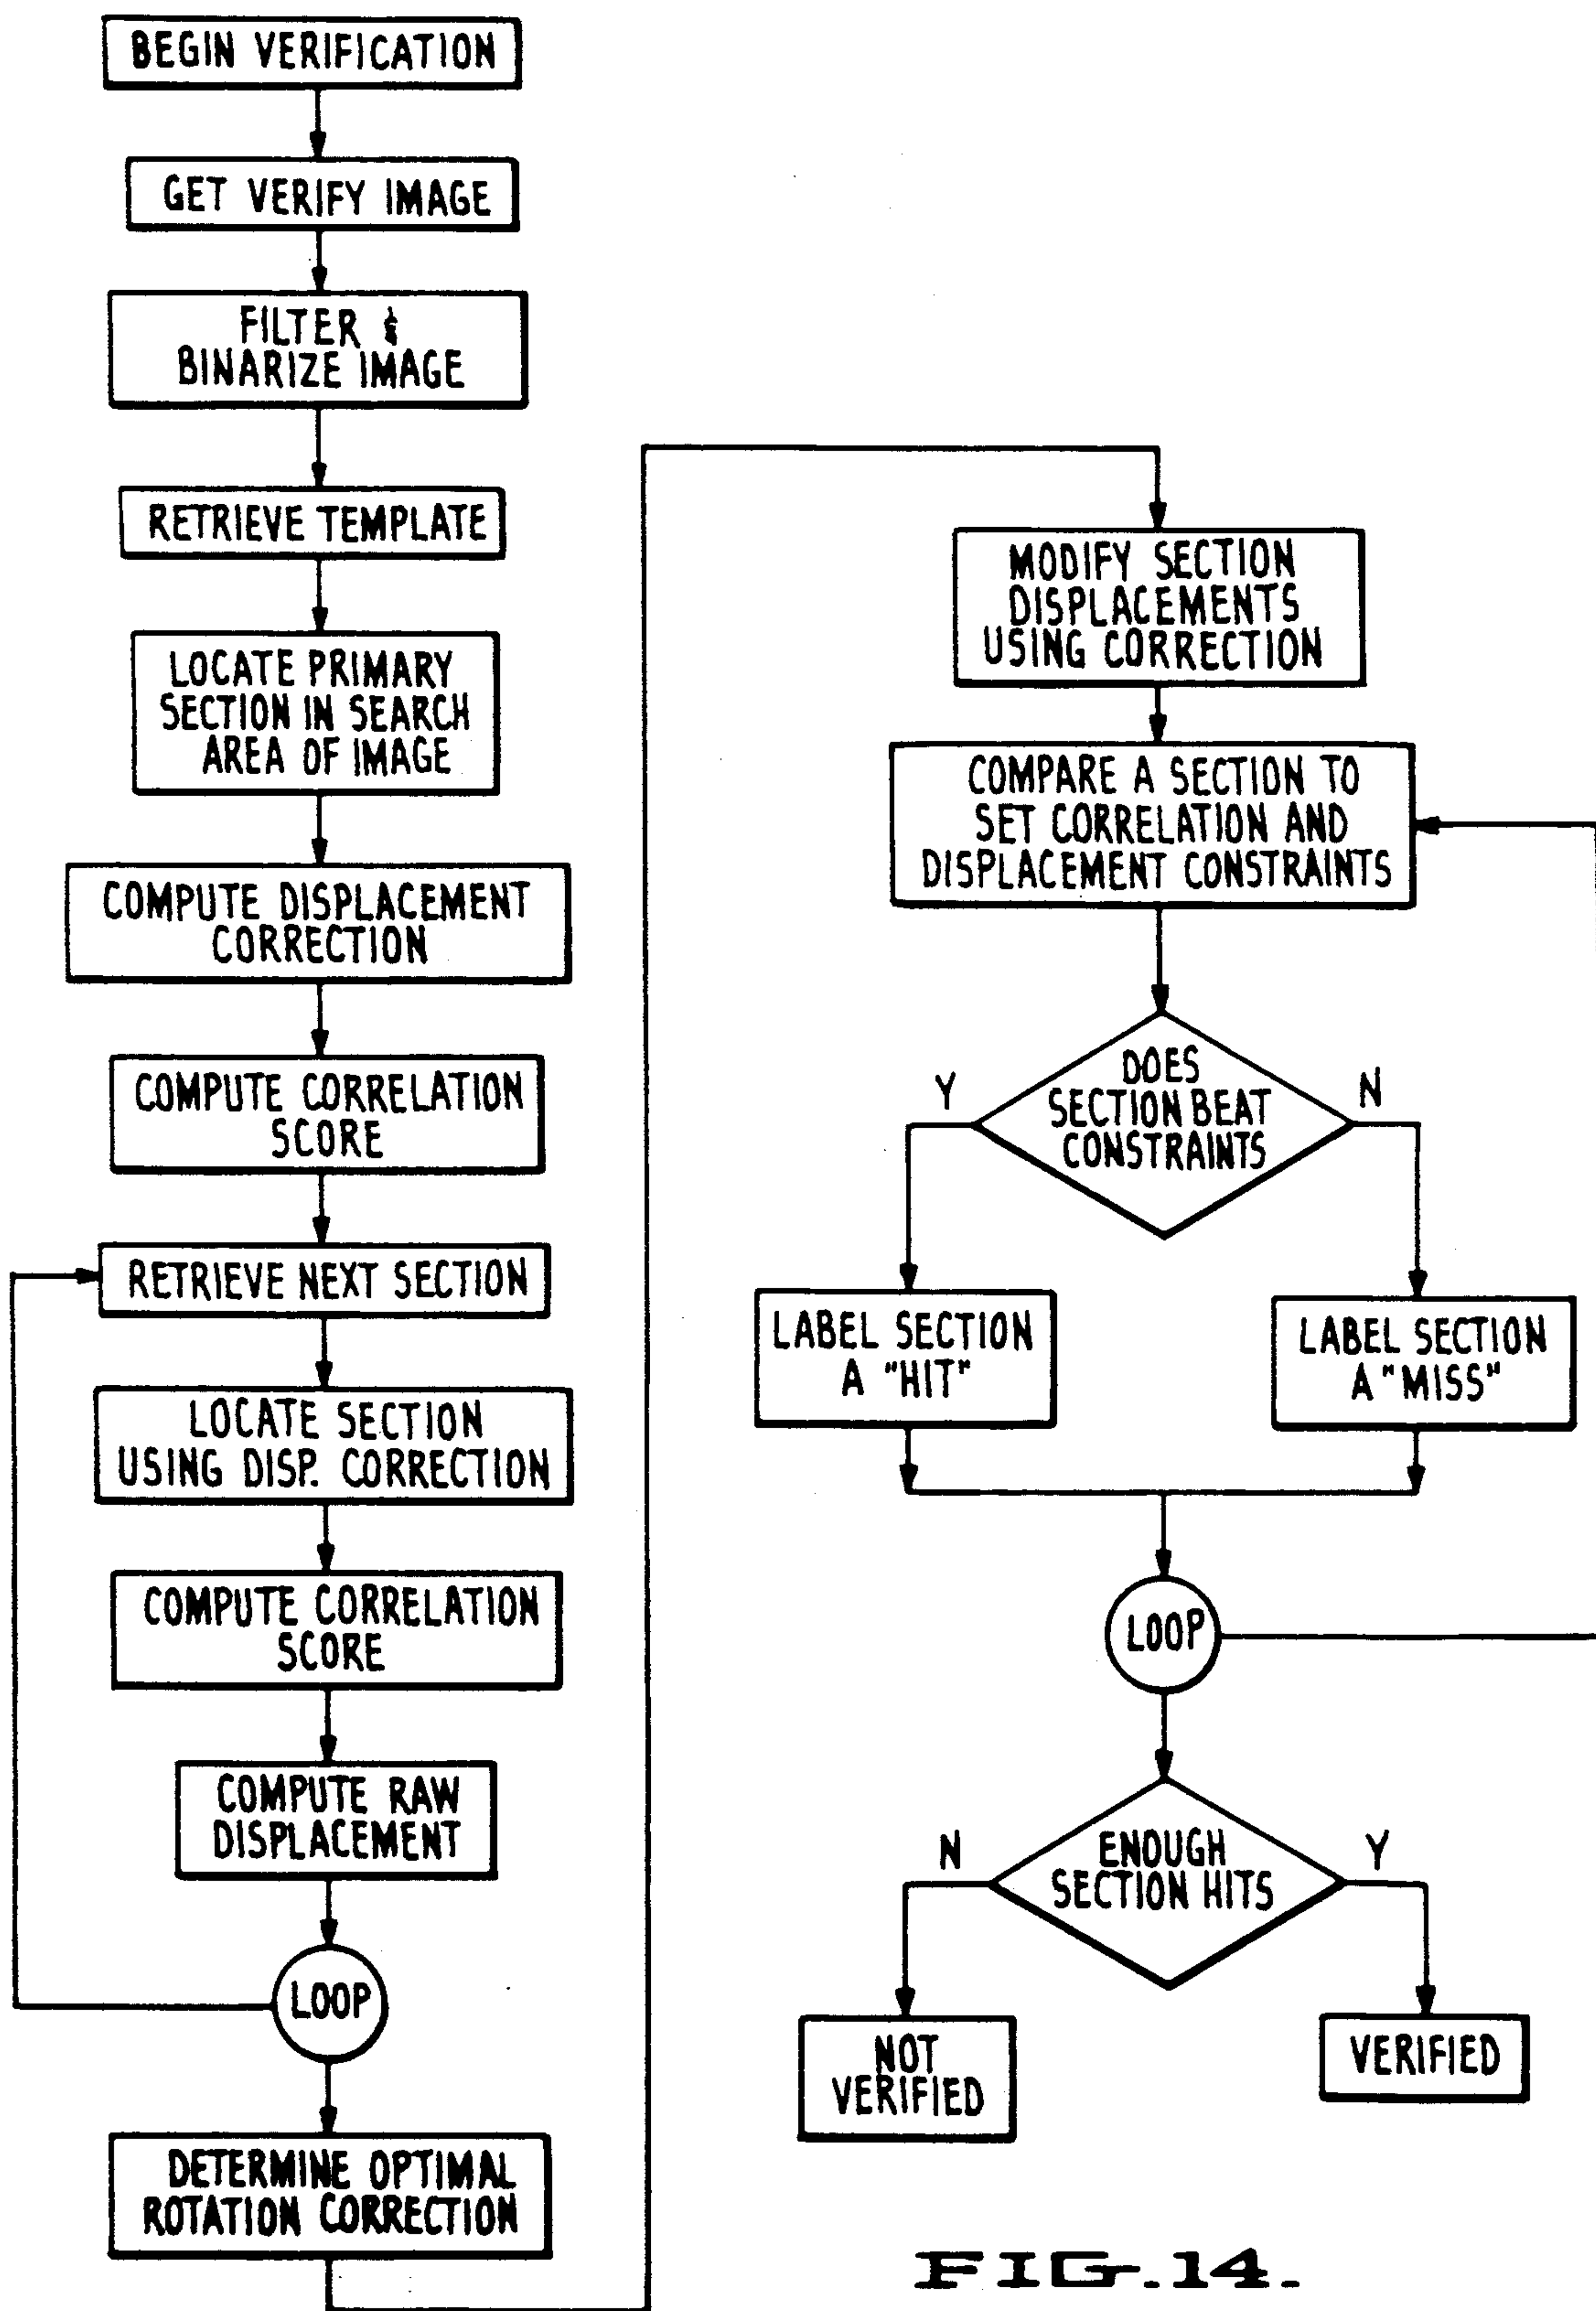 BEGIN VERIFICATION
GET VERIFY IMAGE
FILTER &
BINARIZE IMAGE
RETRIEVE TEMPLATE
LOCATE PRIMARY
SECTION IN SEARCH
AREA OF IMAGE
COMPUTE DISPLACEMENT
CORRECTION
COMPUTE CORRELATION
SCORE
RETRIEVE NEXT SECTION
LOCATE SECTION
USING DISP. CORRECTION
COMPUTE CORRELATION
SCORE
COMPUTE RAW
DISPLACEMENT
LOOP
DETERMINE OPTIMAL
ROTATION CORRECTION
MODIFY SECTION
DISPLACEMENTS
USING CORRECTION
COMPARE A SECTION TO
SET CORRELATION AND
DISPLACEMENT CONSTRAINTS
DOES
SECTION BEAT
CONSTRAINTS
Y
N
LABEL SECTION
A "HIT"
LABEL SECTION
A "MISS"
LOOP
ENOUGH
SECTION HITS
N
Y
NOT
VERIFIED
VERIFIED
FIG. 14.